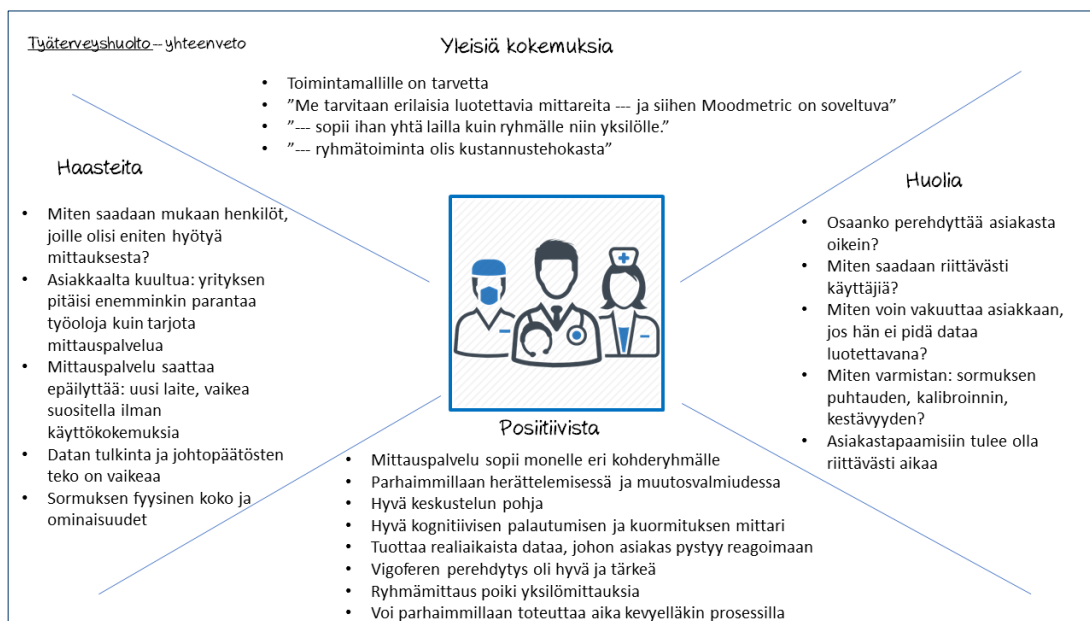 Tyäterveyshuolto -- yhteenveto
Yleisiä kokemuksia
• Toimintamallille on tarvetta
• ”Me tarvitaan erilaisia luotettavia mittareita --- ja siihen Moodmetric on soveltuva”
• ”--- sopii ihan yhtä lailla kuin ryhmälle niin yksilölle.”
• ”--- ryhmätoiminta olis kustannustehokasta”
Haasteita
• Miten saadaan mukaan henkilöt,
joille olisi eniten hyötyä
mittauksesta?
• Asiakkaalta kuultua: yrityksen
pitäisi enemminkin parantaa
työoloja kuin tarjota
mittauspalvelua
• Mittauspalvelu saattaa
epäilyttää: uusi laite, vaikea
suositella ilman
käyttökokemuksia
• Datan tulkinta ja johtopäätösten
teko on vaikeaa
• Sormuksen fyysinen koko ja
ominaisuudet
Huolia
• Osaanko perehdyttää asiakasta
oikein?
• Miten saadaan riittävästi
käyttäjiä?
• Miten voin vakuuttaa asiakkaan,
jos hän ei pidä dataa
luotettavana?
• Miten varmistan: sormuksen
puhtauden, kalibroinnin,
kestävyyden?
• Asiakastapaamisiin tulee olla
riittävästi aikaa
Posiitiivista
• Mittauspalvelu sopii monelle eri kohderyhmälle
• Parhaimmillaan herättelemisessä ja muutosvalmiudessa
• Hyvä keskustelun pohja
• Hyvä kognitiivisen palautumisen ja kuormituksen mittari
• Tuottaa realiaikaista dataa, johon asiakas pystyy reagoimaan
• Vigoferen perehdytys oli hyvä ja tärkeä
• Ryhmämittaus poiki yksilömittauksia
• Voi parhaimmillaan toteuttaa aika kevyelläkin prosessilla